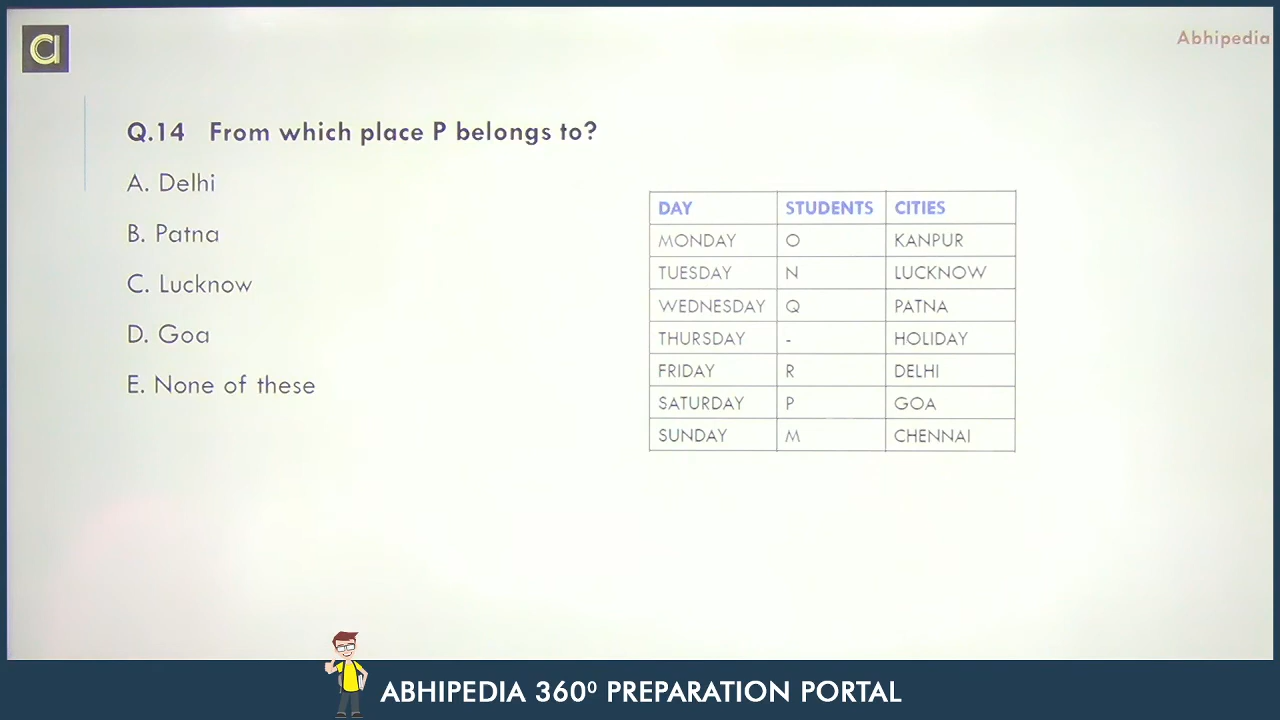 Abhipedia
Q.14 From which place P belongs to?
A. Delhi
B. Patna
C. Lucknow
D. Goa
E. None of these
DAY STUDENTS CITIES
MONDAY O KANPUR
TUESDAY N LUCKNOW
WEDNESDAY Q PATNA
THURSDAY - HOLIDAY
FRIDAY R DELHI
SATURDAY P GOA
SUNDAY M CHENNAI
ABHIPEDIA 360⁰ PREPARATION PORTAL